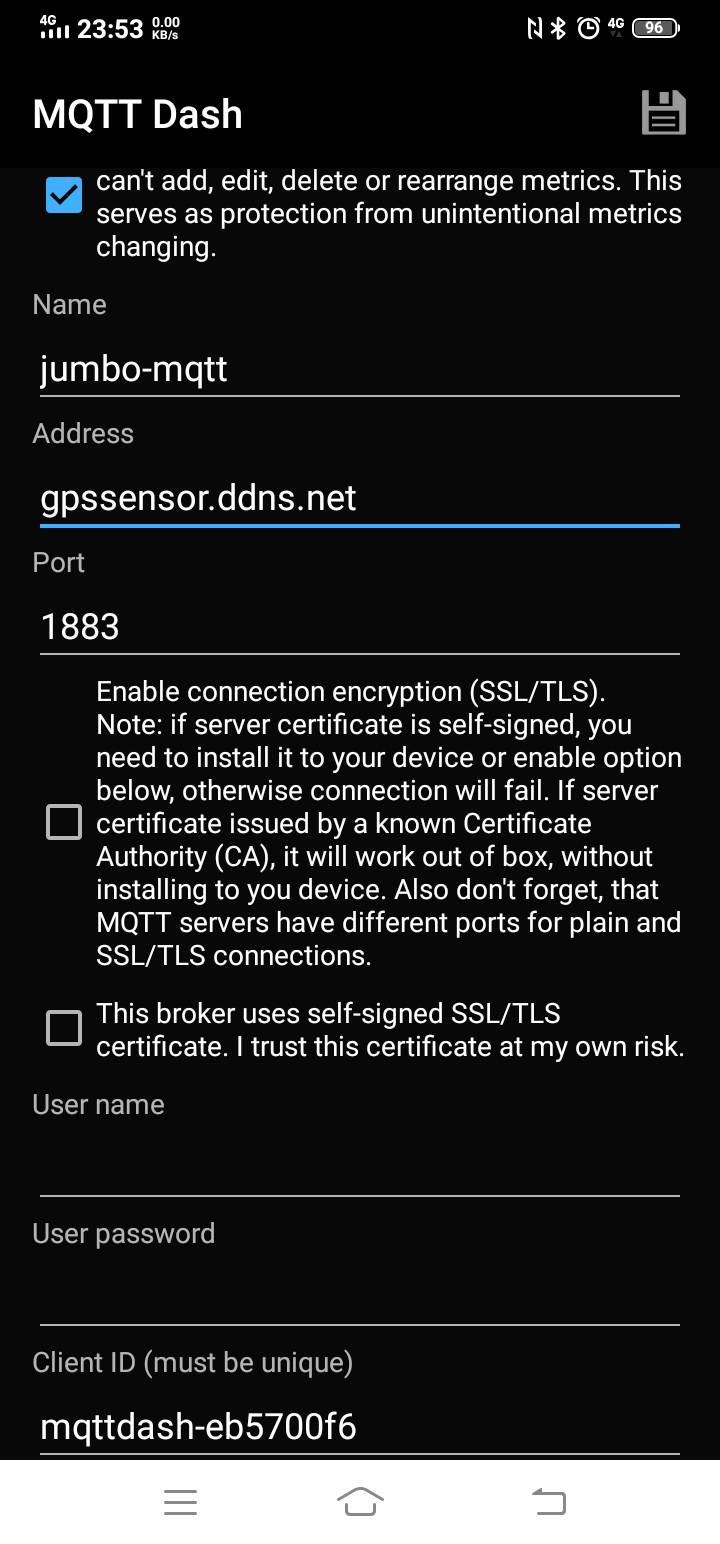 4G 23:53 0.00 KB/s 4G 96
MQTT Dash
can't add, edit, delete or rearrange metrics. This
serves as protection from unintentional metrics
changing.
Name
jumbo-mqtt
Address
gpssensor.ddns.net
Port
1883
Enable connection encryption (SSL/TLS).
Note: if server certificate is self-signed, you
need to install it to your device or enable option
below, otherwise connection will fail. If server
certificate issued by a known Certificate
Authority (CA), it will work out of box, without
installing to you device. Also don't forget, that
MQTT servers have different ports for plain and
SSL/TLS connections.
This broker uses self-signed SSL/TLS
certificate. I trust this certificate at my own risk.
User name
User password
Client ID (must be unique)
mqttdash-eb5700f6